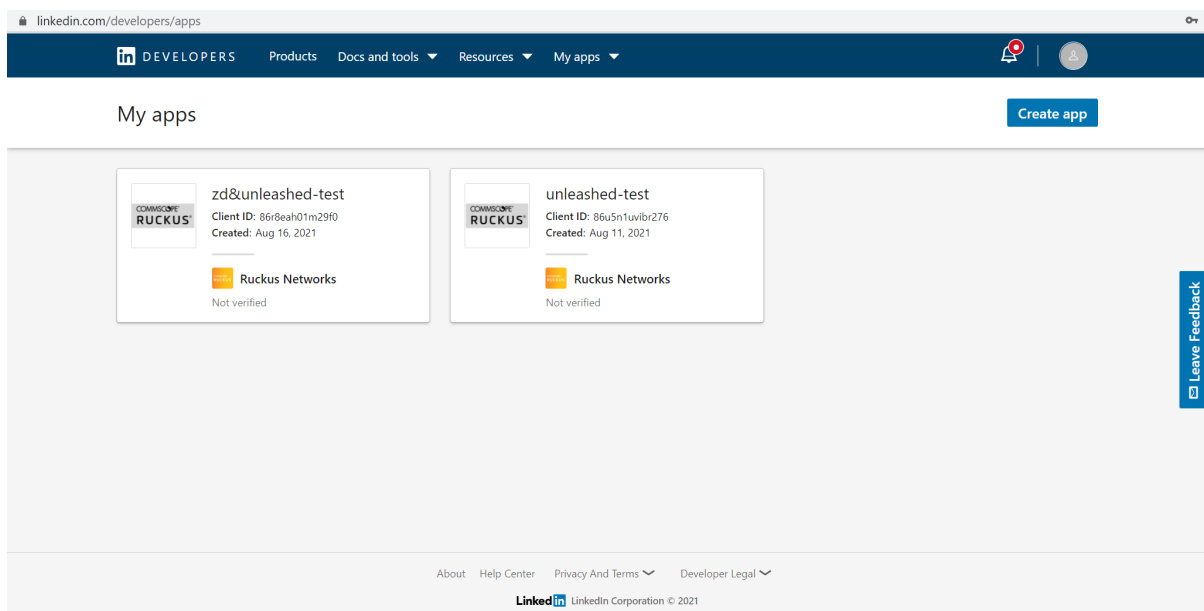 linkedin.com/developers/apps
in DEVELOPERS Products Docs and tools Resources My apps
My apps
Create app
zd&unleashed-test
Client ID: 86r8eah01m29f0
Created: Aug 16, 2021
COMMSCOPE
RUCKUS
Ruckus Networks
Not verified
unleashed-test
Client ID: 86u5n1uvibr276
Created: Aug 11, 2021
COMMSCOPE
RUCKUS
Ruckus Networks
Not verified
Leave Feedback
About Help Center Privacy And Terms Developer Legal
Linked in LinkedIn Corporation © 2021